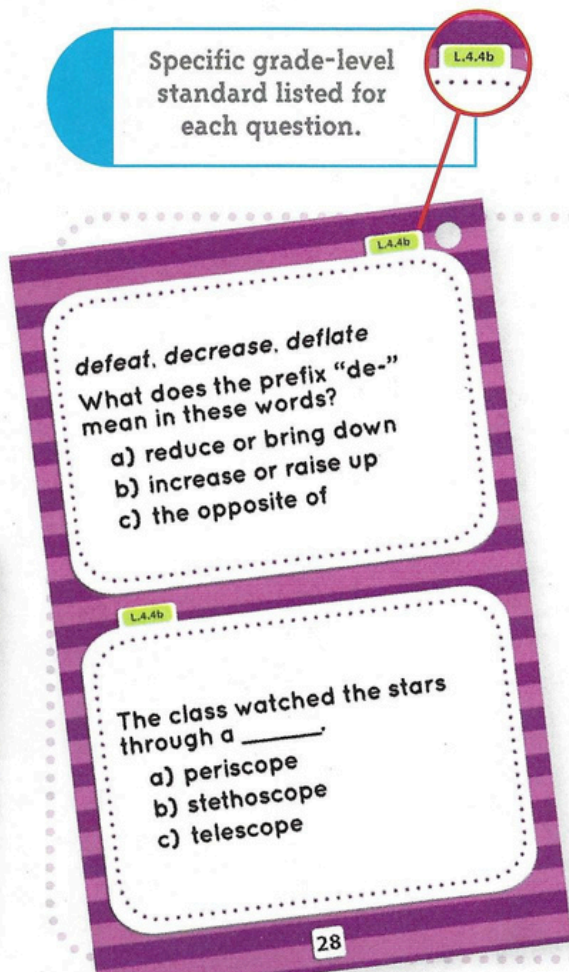 Specific grade-level
standard listed for
each question.
L.4.4b
L.4.4b
defeat, decrease, deflate
What does the prefix “de-”
mean in these words?
a) reduce or bring down
b) increase or raise up
c) the opposite of
L.4.4b
The class watched the stars
through a ______.
a) periscope
b) stethoscope
c) telescope
28